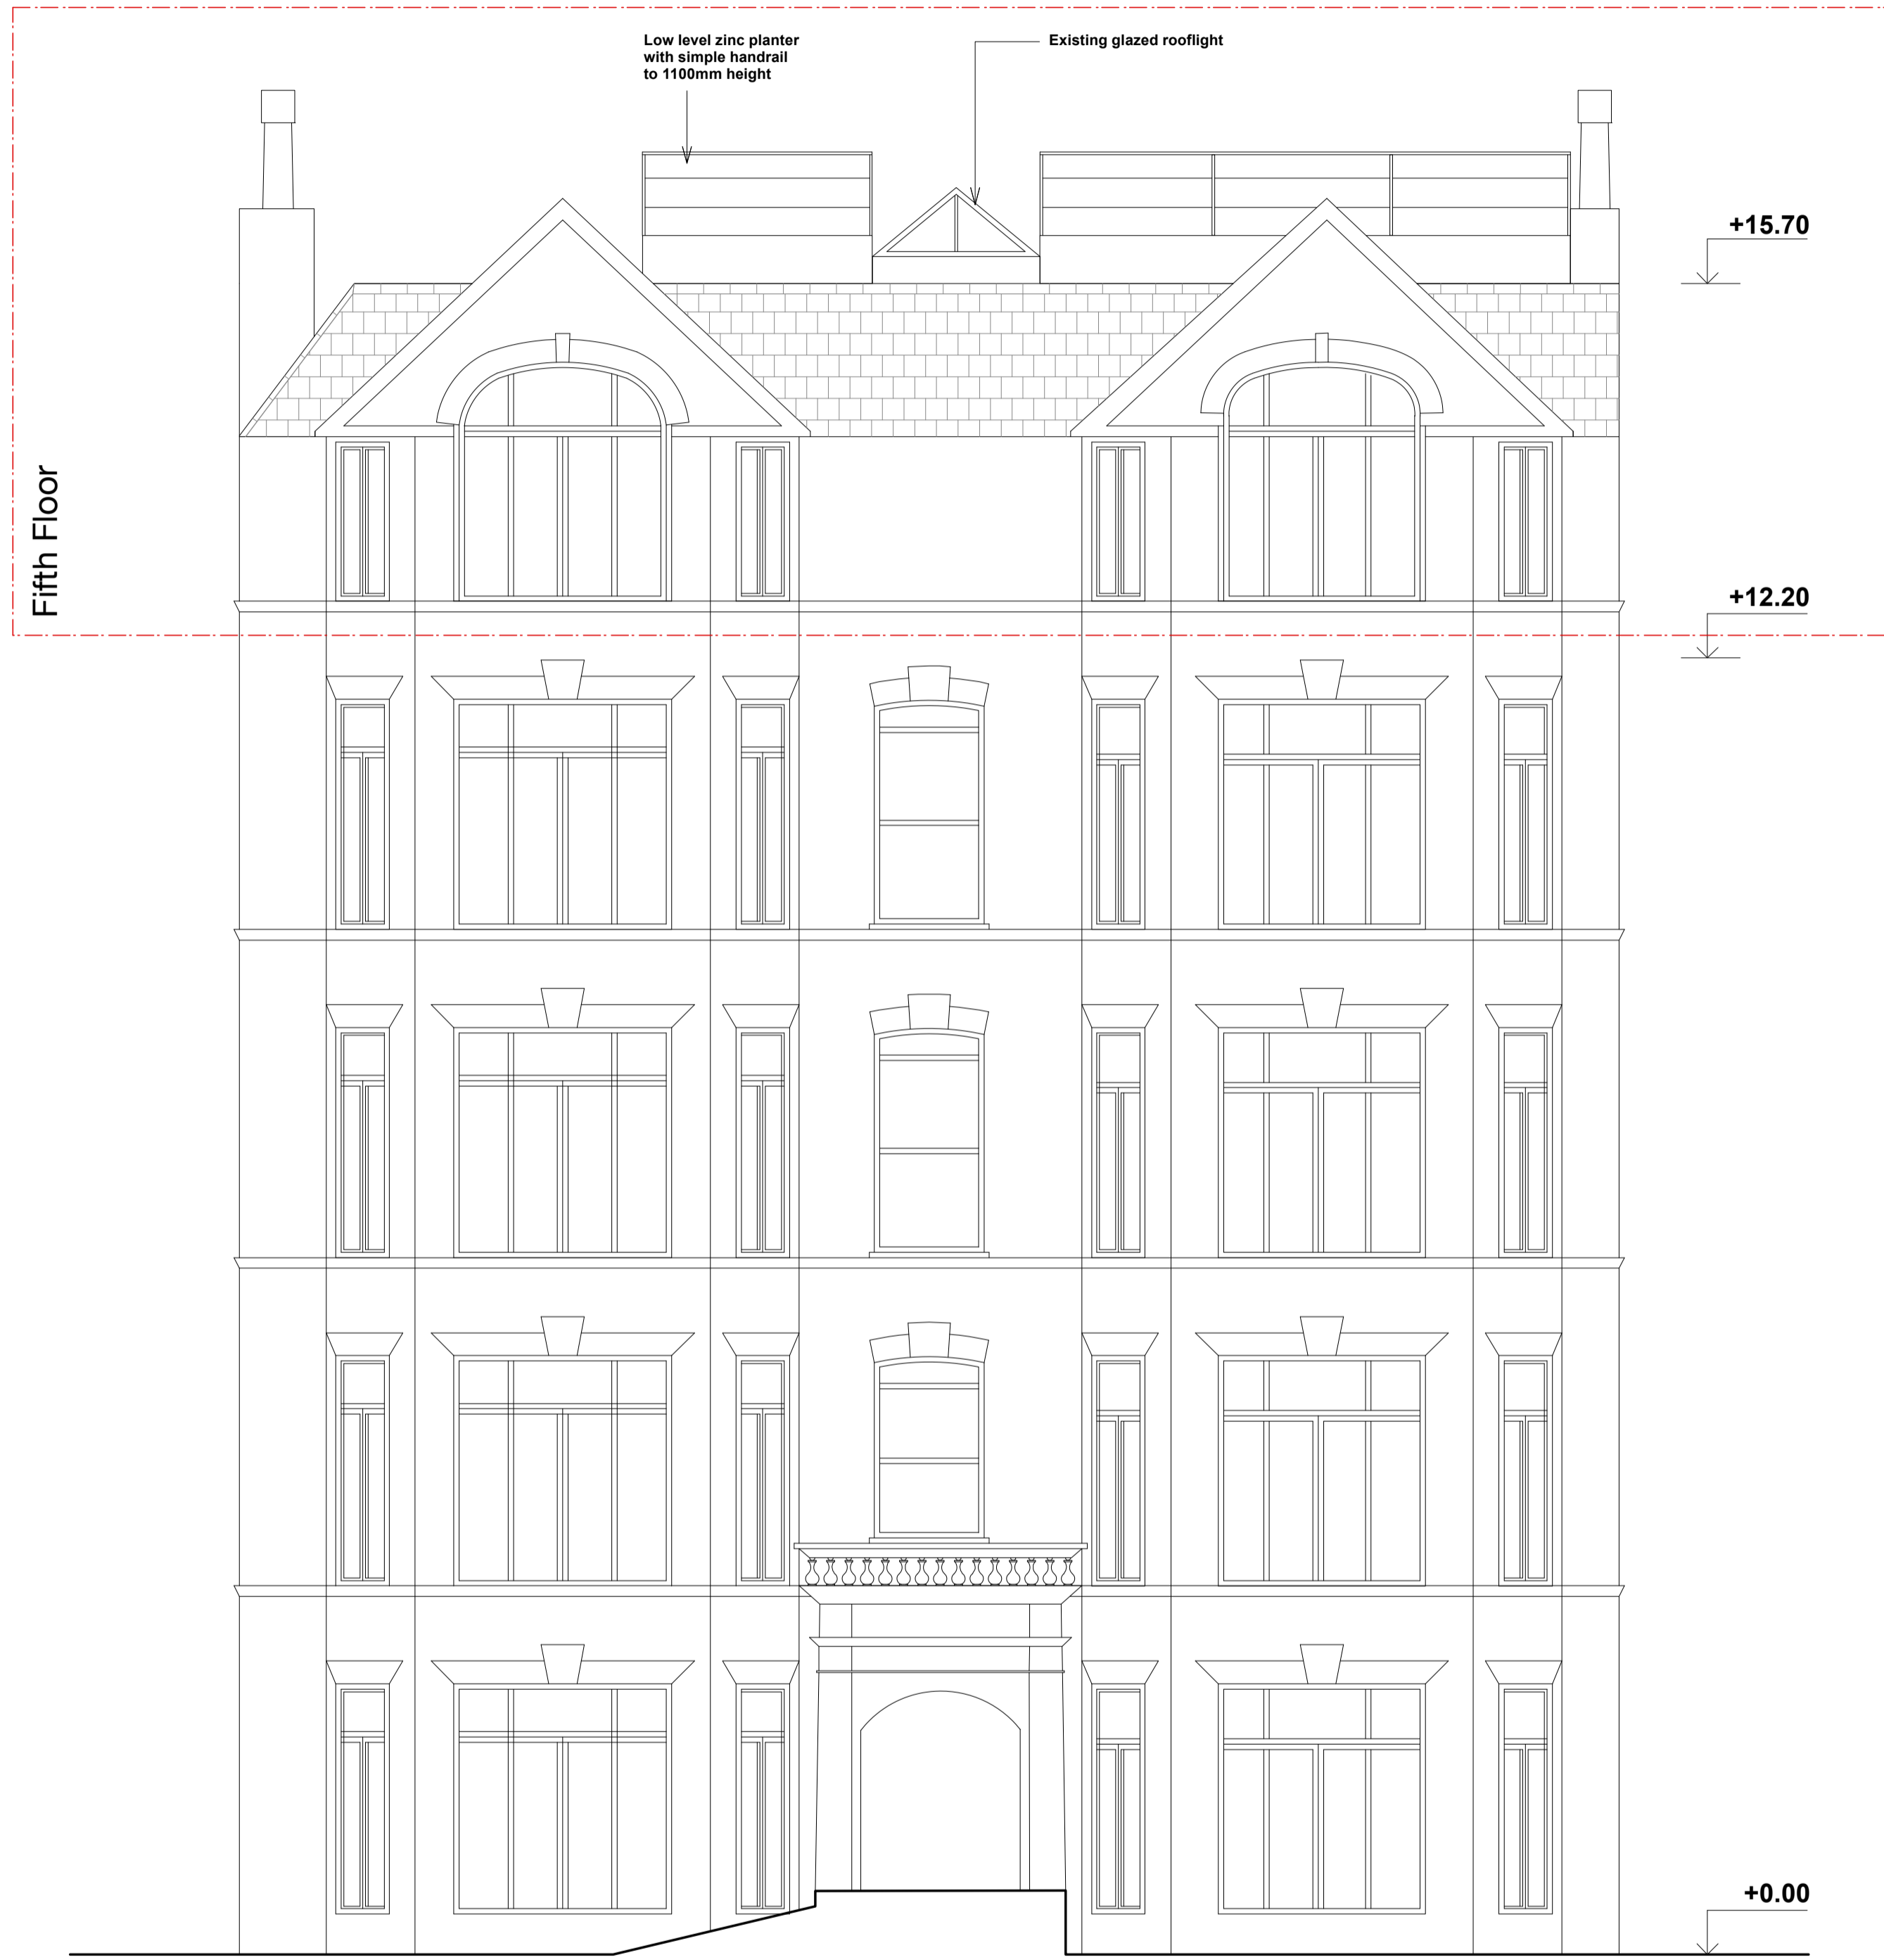 Low level zinc planter
with simple handrail
to 1100mm height
Existing glazed rooflight
+15.70
Fifth Floor
+12.20
+0.00